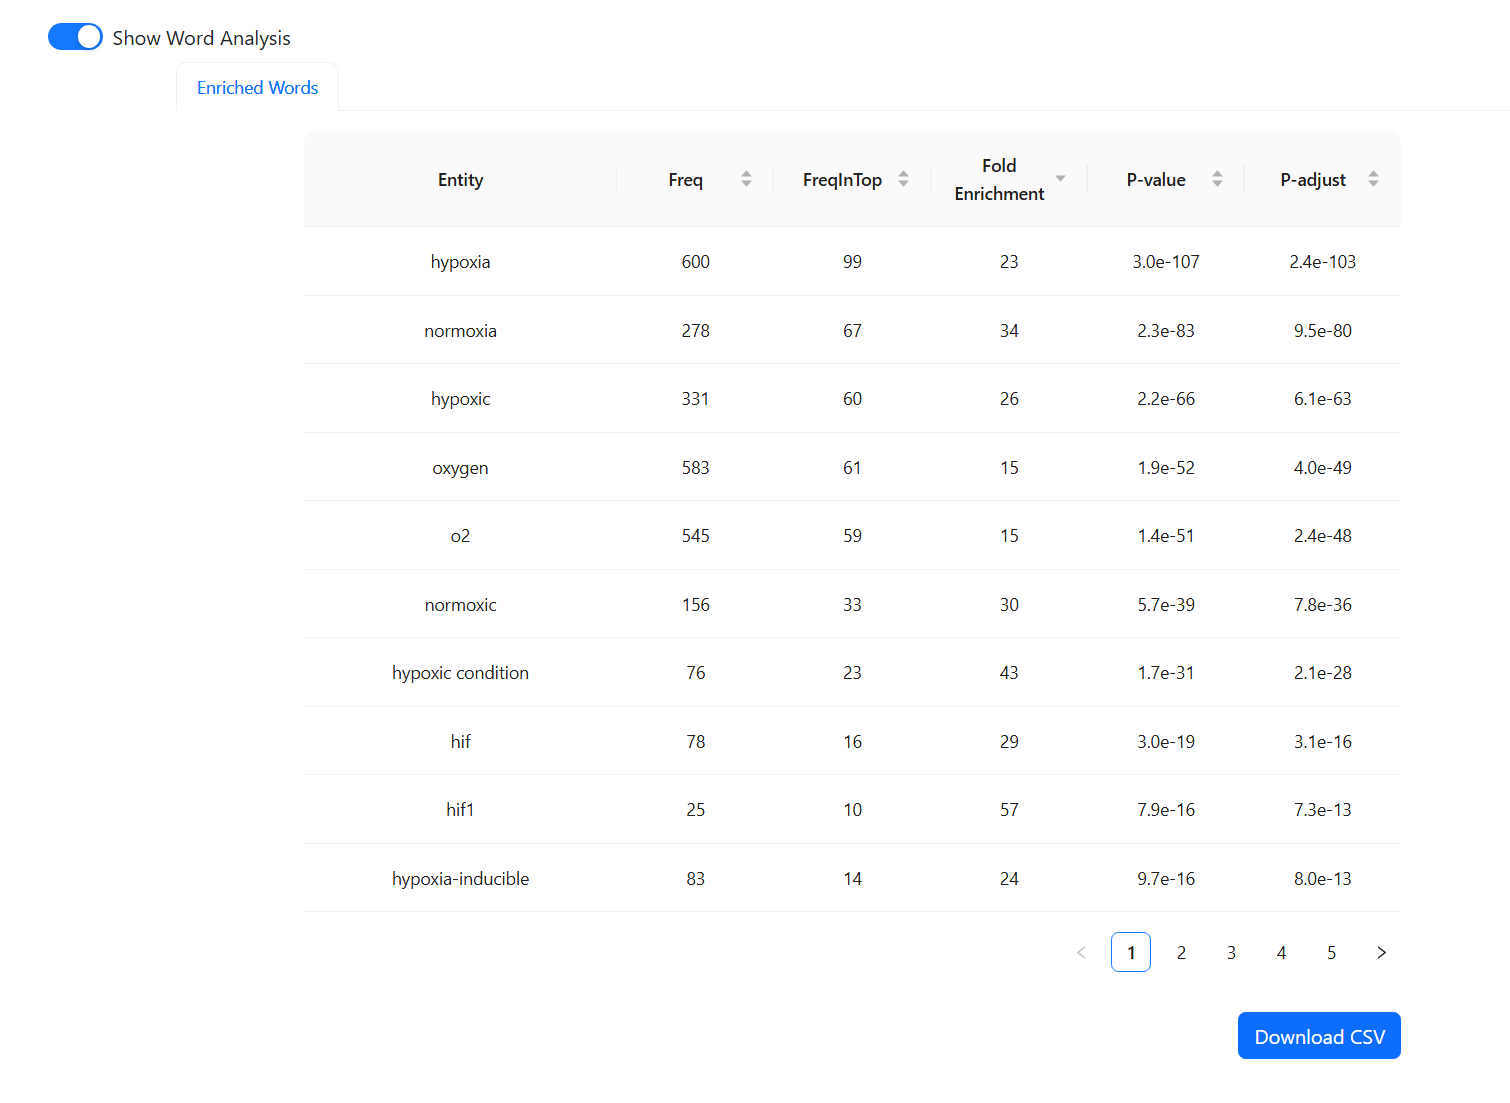 Show Word Analysis
Enriched Words
Entity Freq FreqInTop Fold Enrichment P-value P-adjust
hypoxia 600 99 23 3.0e-107 2.4e-103
normoxia 278 67 34 2.3e-83 9.5e-80
hypoxic 331 60 26 2.2e-66 6.1e-63
oxygen 583 61 15 1.9e-52 4.0e-49
o2 545 59 15 1.4e-51 2.4e-48
normoxic 156 33 30 5.7e-39 7.8e-36
hypoxic condition 76 23 43 1.7e-31 2.1e-28
hif 78 16 29 3.0e-19 3.1e-16
hif1 25 10 57 7.9e-16 7.3e-13
hypoxia-inducible 83 14 24 9.7e-16 8.0e-13
< 1 2 3 4 5 >
Download CSV